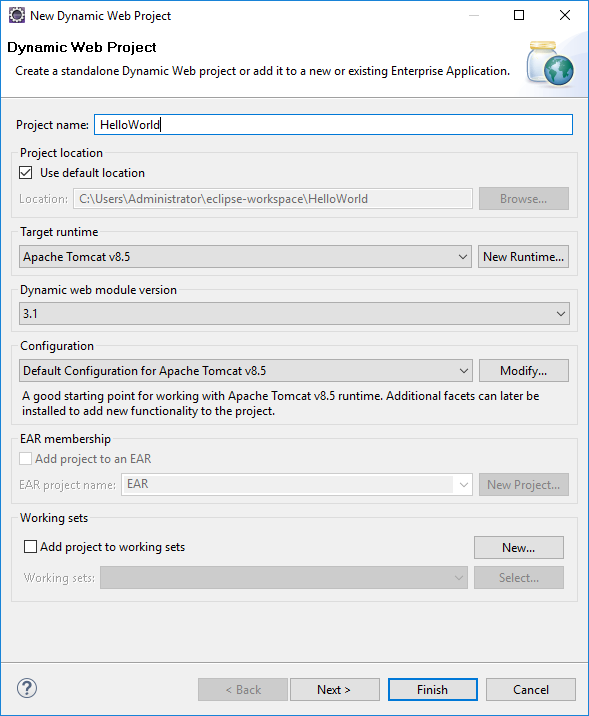 New Dynamic Web Project
Dynamic Web Project
Create a standalone Dynamic Web project or add it to a new or existing Enterprise Application.
Project name: HelloWorld
Project location
Use default location
Location: C:\Users\Administrator\eclipse-workspace\HelloWorld Browse...
Target runtime
Apache Tomcat v8.5 New Runtime...
Dynamic web module version
3.1
Configuration
Default Configuration for Apache Tomcat v8.5 Modify...
A good starting point for working with Apache Tomcat v8.5 runtime. Additional facets can later be
installed to add new functionality to the project.
EAR membership
Add project to an EAR
EAR project name: EAR New Project...
Working sets
Add project to working sets New...
Working sets: Select...
? < Back Next > Finish Cancel